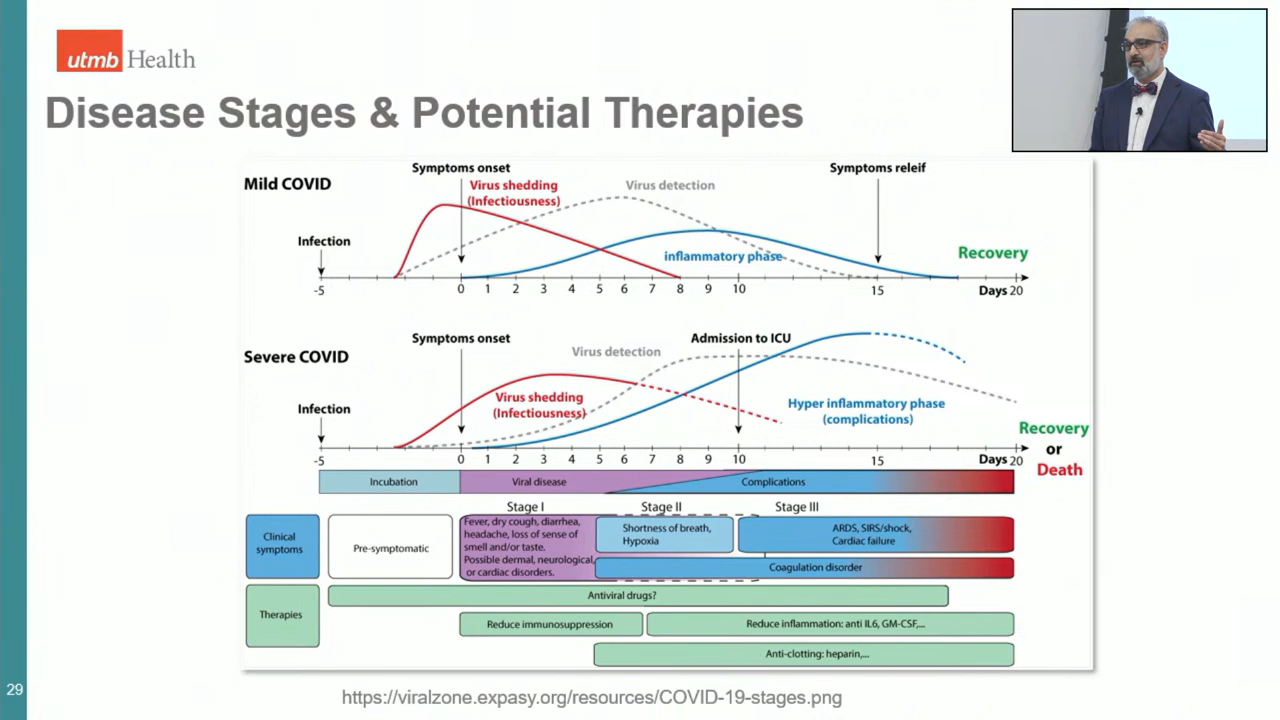 utmb Health
Disease Stages & Potential Therapies
Mild COVID
Symptoms onset
Virus shedding
(Infectiousness)
Virus detection
Symptoms releif
Infection
inflammatory phase
Recovery
-5 0 1 2 3 4 5 6 7 8 9 10 15 Days 20
Severe COVID
Symptoms onset
Virus detection
Admission to ICU
Infection
Virus shedding
(Infectiousness)
Hyper inflammatory phase
(complications)
Recovery
or
Death
-5 0 1 2 3 4 5 6 7 8 9 10 15 Days 20
Incubation
Viral disease
Complications
Stage I
Stage II
Stage III
Clinical
symptoms
Pre-symptomatic
Fever, dry cough, diarrhea,
headache, loss of sense of
smell and/or taste.
Possible dermal, neurological,
or cardiac disorders.
Shortness of breath,
Hypoxia
ARDS, SIRS/shock,
Cardiac failure
Coagulation disorder
Therapies
Antiviral drugs?
Reduce immunosuppression
Reduce inflammation: anti IL6, GM-CSF,...
Anti-clotting: heparin,...
29
https://viralzone.expasy.org/resources/COVID-19-stages.png